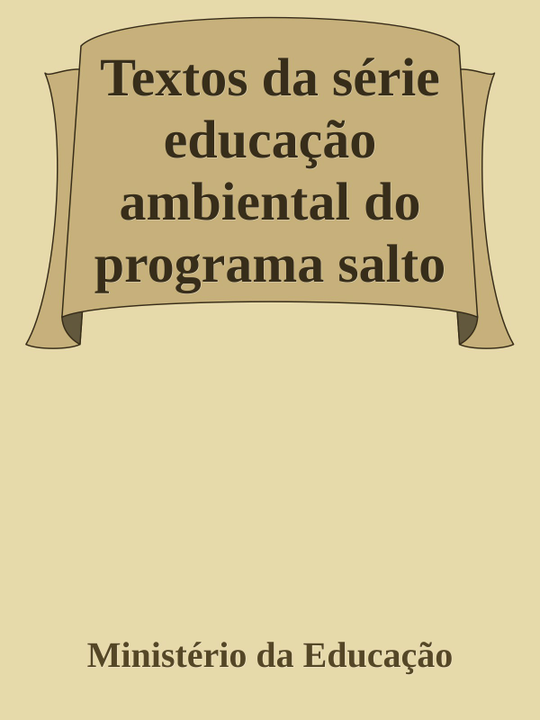 Textos da série
educação
ambiental do
programa salto
Ministério da Educação